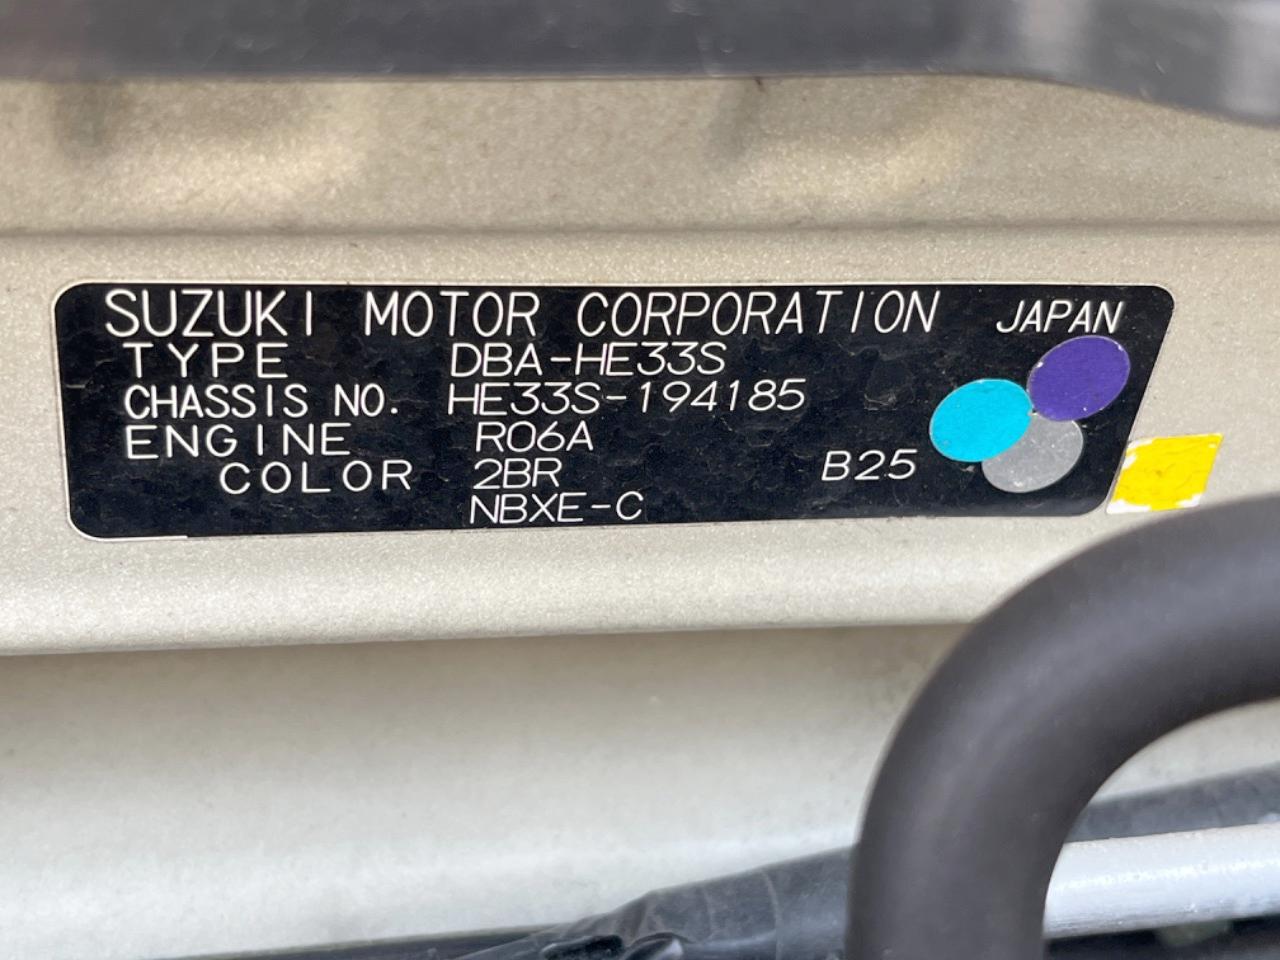 SUZUKI MOTOR CORPORATION JAPAN
TYPE DBA-HE33S
CHASSIS NO. HE33S-194185
ENGINE R06A
COLOR 2BR B25
NBXE-C